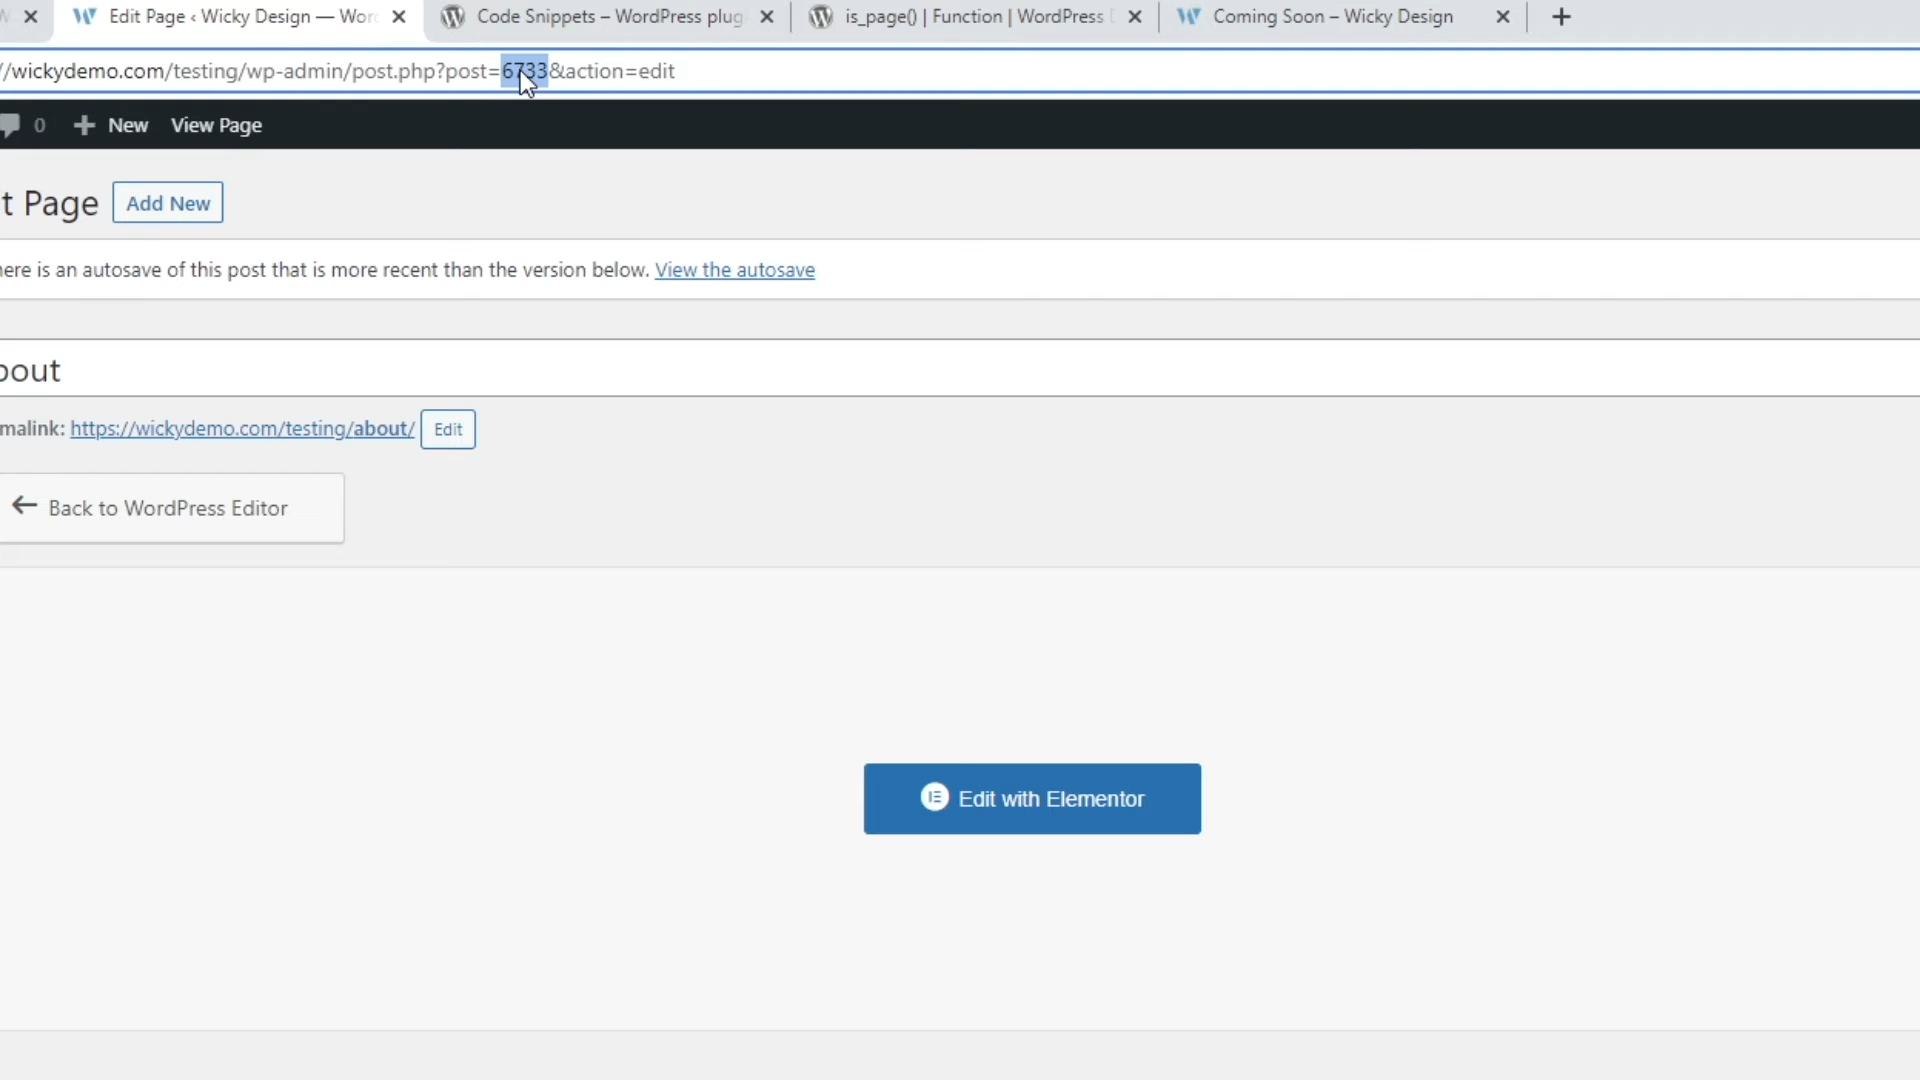 Edit Page ‹ Wicky Design — Wor
Code Snippets – WordPress plug
is_page() | Function | WordPress
Coming Soon – Wicky Design
//wickydemo.com/testing/wp-admin/post.php?post=6733&action=edit
0
New
View Page
t Page
Add New
ere is an autosave of this post that is more recent than the version below. View the autosave
bout
malink: https://wickydemo.com/testing/about/
Edit
Back to WordPress Editor
Edit with Elementor